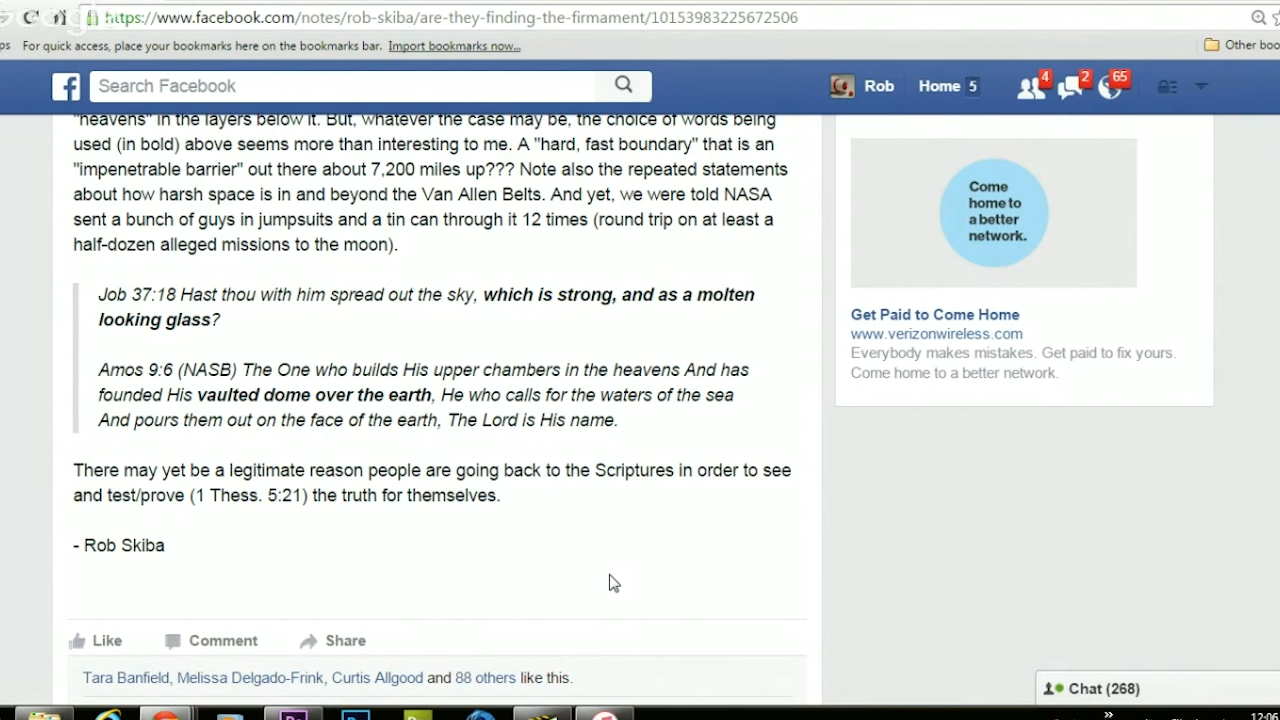 https://www.facebook.com/notes/rob-skiba/are-they-finding-the-firmament/10153983225672506
For quick access, place your bookmarks here on the bookmarks bar. Import bookmarks now...
Other boo
Search Facebook
Rob Home 5 4 2 65
"heavens" in the layers below it. But, whatever the case may be, the choice of words being
used (in bold) above seems more than interesting to me. A "hard, fast boundary" that is an
"impenetrable barrier" out there about 7,200 miles up??? Note also the repeated statements
about how harsh space is in and beyond the Van Allen Belts. And yet, we were told NASA
sent a bunch of guys in jumpsuits and a tin can through it 12 times (round trip on at least a
half-dozen alleged missions to the moon).
Job 37:18 Hast thou with him spread out the sky, which is strong, and as a molten
looking glass?
Amos 9:6 (NASB) The One who builds His upper chambers in the heavens And has
founded His vaulted dome over the earth, He who calls for the waters of the sea
And pours them out on the face of the earth, The Lord is His name.
There may yet be a legitimate reason people are going back to the Scriptures in order to see
and test/prove (1 Thess. 5:21) the truth for themselves.
- Rob Skiba
Like Comment Share
Tara Banfield, Melissa Delgado-Frink, Curtis Allgood and 88 others like this.
Come
home to
a better
network.
Get Paid to Come Home
www.verizonwireless.com
Everybody makes mistakes. Get paid to fix yours.
Come home to a better network.
Chat (268)
12:06